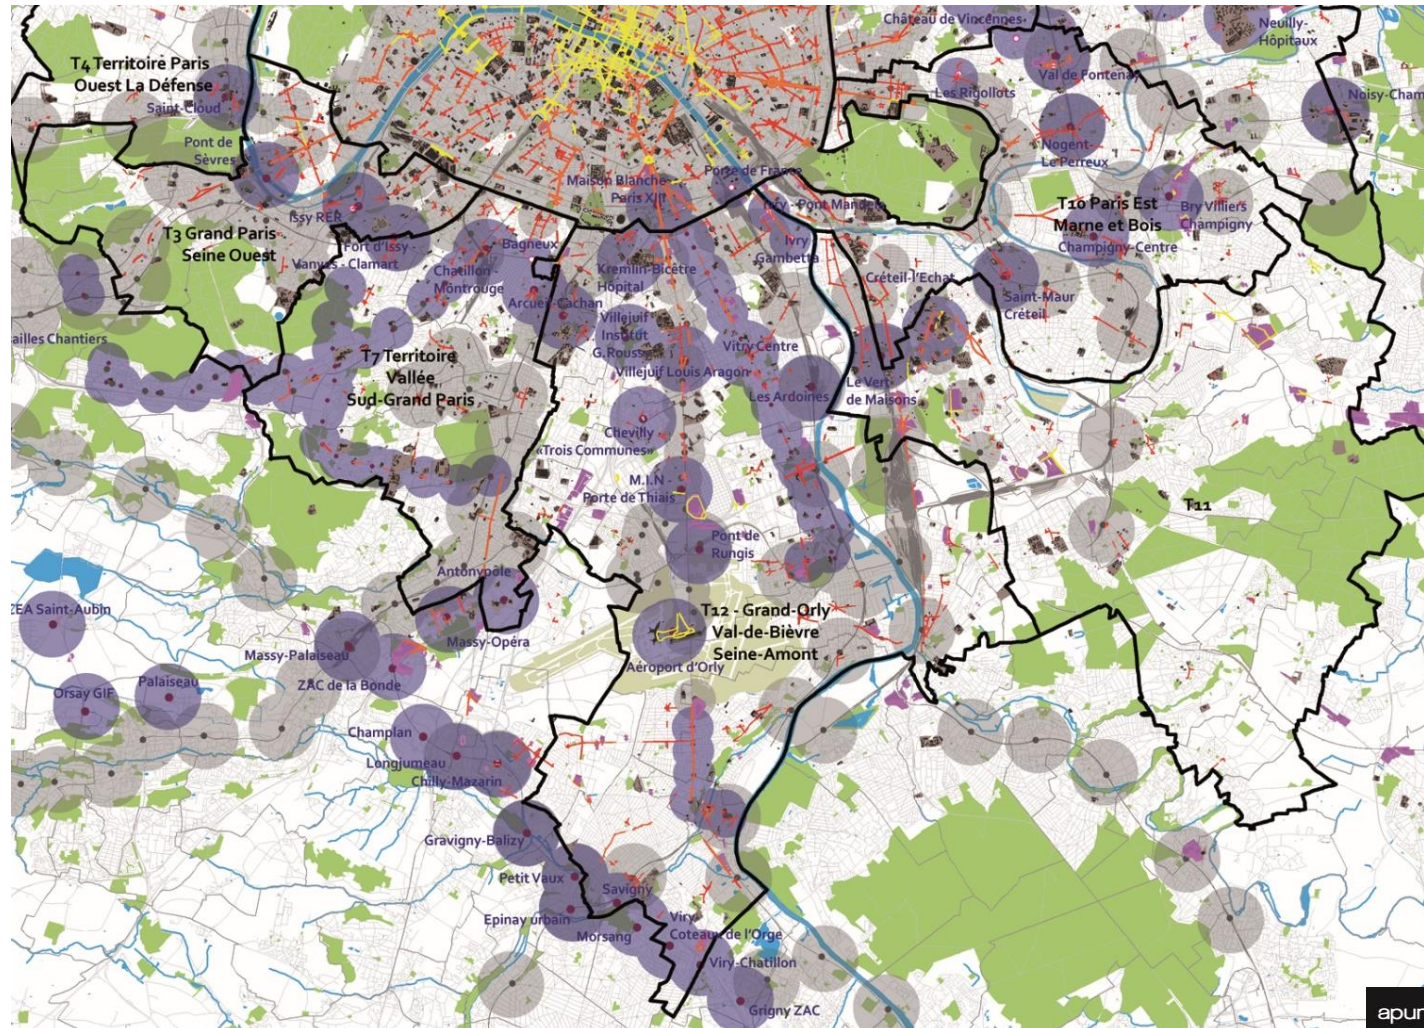 Château de Vincennes
Neuilly-
Hôpitaux
T4 Territoire Paris
Ouest La Défense
Saint-Cloud
Val de Fontenay
Les Rigollots
Noisy-Cham
Pont de
Sèvres
Nogent-
Le Perreux
Maison Blanche -
Paris XIII
Porte de France
Ivry - Pont Mandela
T10 Paris Est
Marne et Bois
Bry Villiers
Champigny
Champigny-Centre
Issy RER
T3 Grand Paris
Seine Ouest
Fort d'Issy -
Vanves - Clamart
Bagneux
Ivry
Gambetta
Chatillon -
Montrouge
Kremlin-Bicêtre
Hôpital
Créteil-l'Echat
Saint-Maur
Créteil
Arcueil-Cachan
Villejuif
Institut
G.Rouss
ailles Chantiers
T7 Territoire
Vallée
Sud-Grand Paris
Vitry Centre
Villejuif Louis Aragon
Les Ardoines
Le Vert
de Maisons
Chevilly
«Trois Communes»
M.I.N -
Porte de Thiais
T11
Pont de
Rungis
Antonypole
ZEA Saint-Aubin
T12 - Grand-Orly
Val-de-Bièvre
Seine-Amont
Massy-Opéra
Massy-Palaiseau
Aéroport d'Orly
ZAC de la Bonde
Palaiseau
Orsay GIF
Champlan
Longjumeau
Chilly-Mazarin
Gravigny-Balizy
Petit Vaux
Savigny
Epinay urbain
Viry
Coteaux de l'Orge
Morsang
Viry-Chatillon
Grigny ZAC
apur